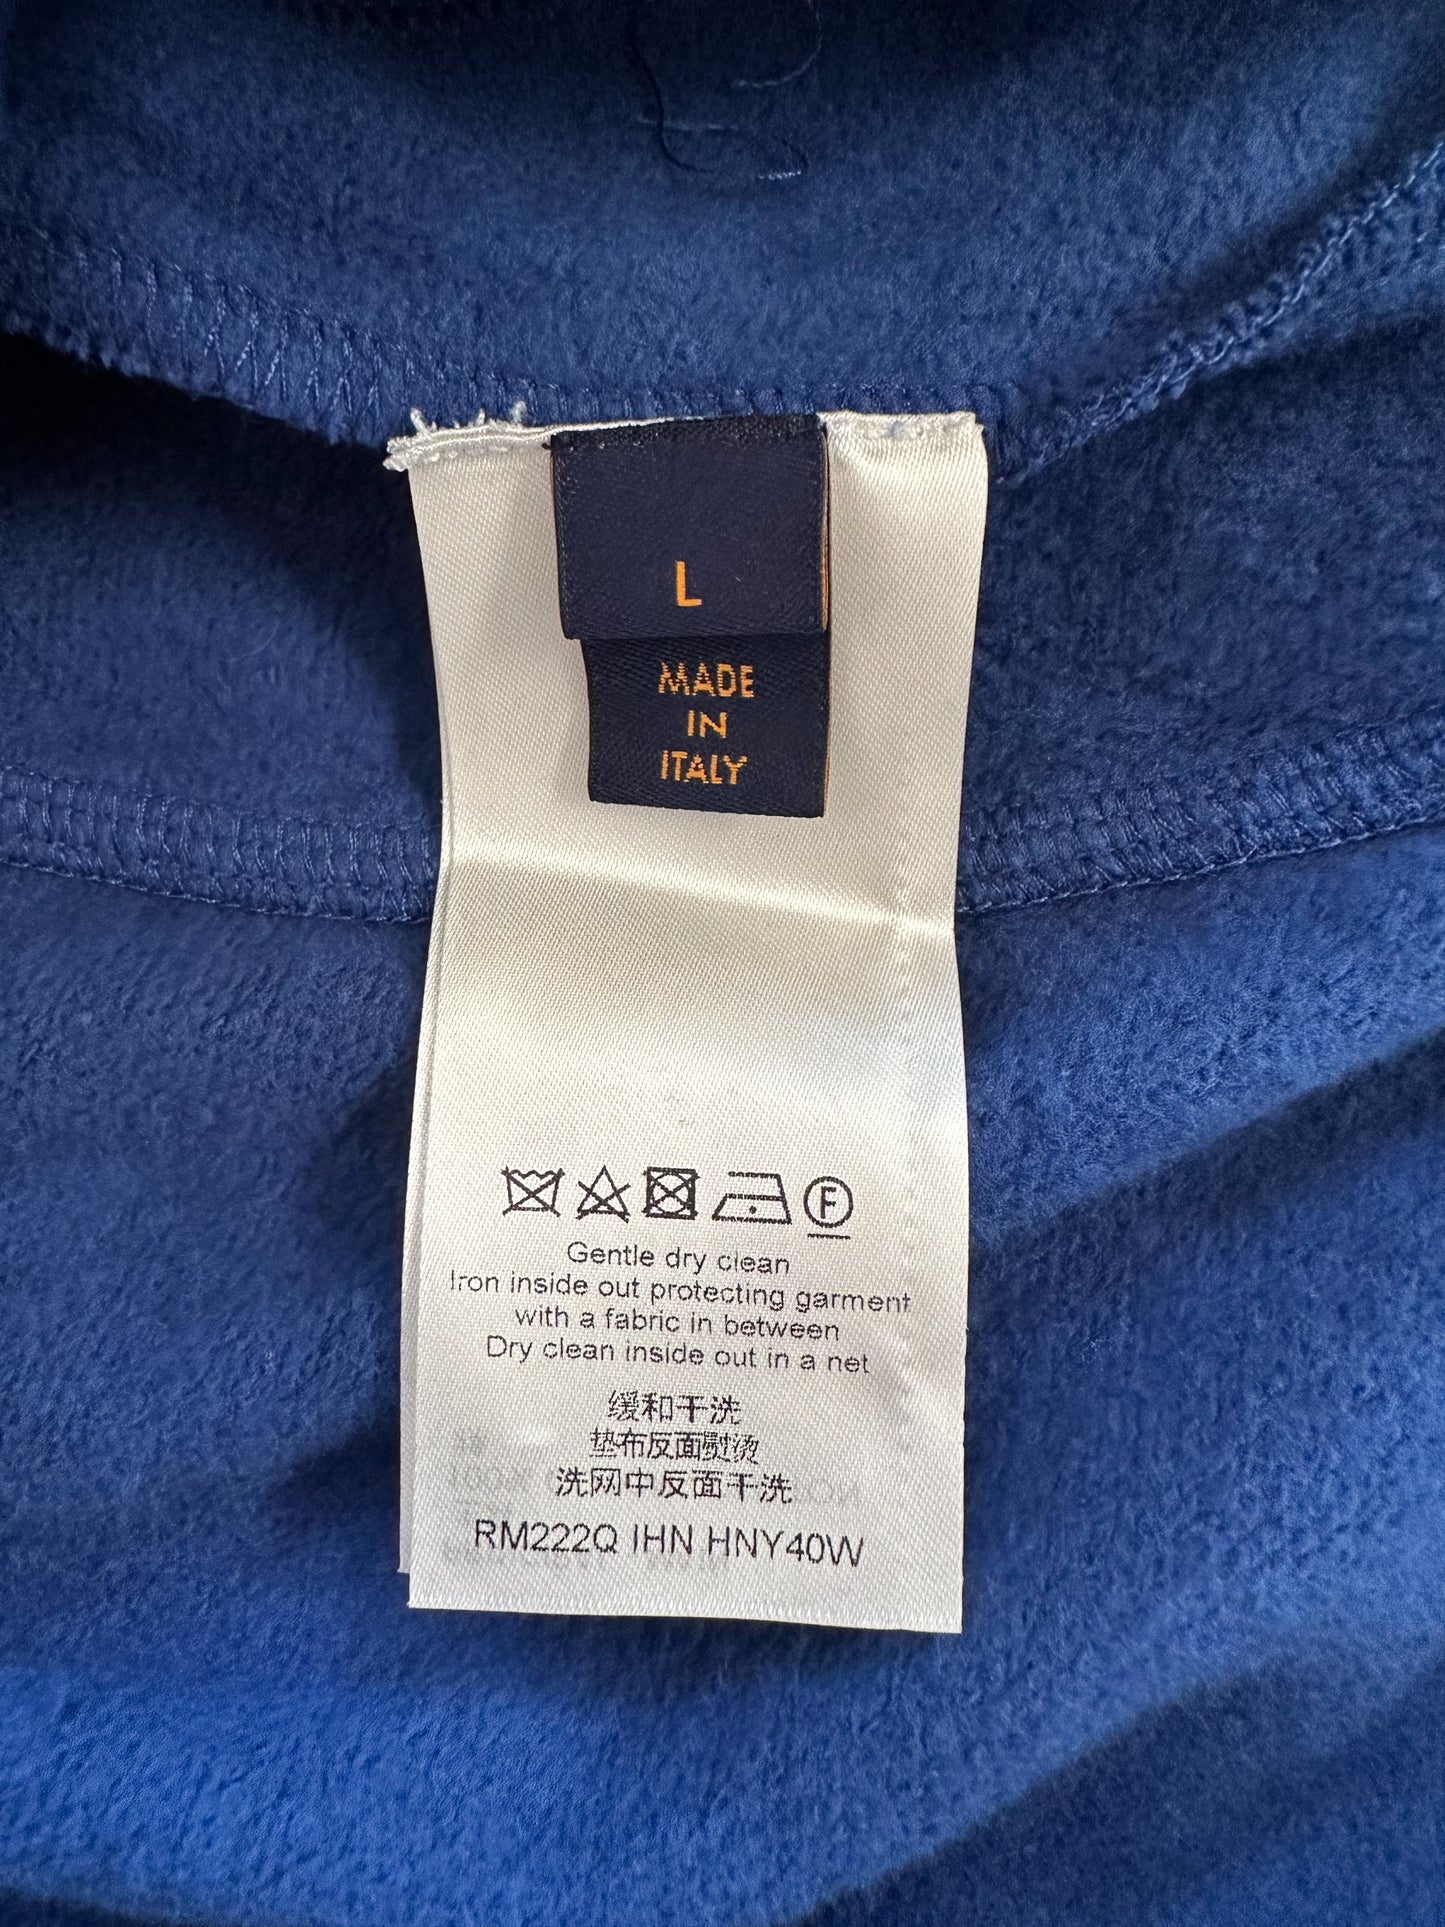 L
MADE
IN
ITALY
F
Gentle dry clean
Iron inside out protecting garment
with a fabric in between
Dry clean inside out in a net
缓和干洗
垫布反面熨烫
洗网中反面干洗
RM222Q IHN HNY40W